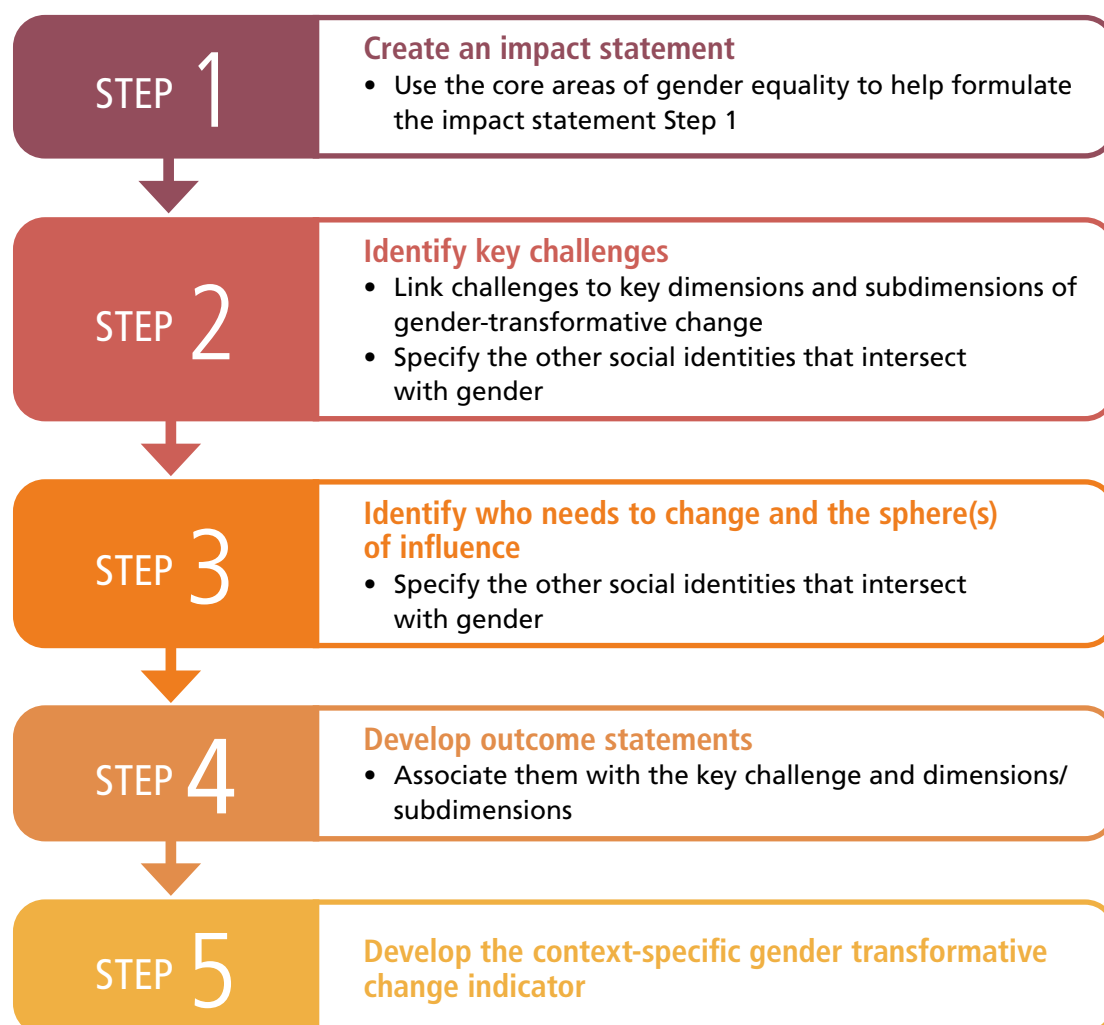 STEP 1
Create an impact statement
• Use the core areas of gender equality to help formulate
the impact statement Step 1
STEP 2
Identify key challenges
• Link challenges to key dimensions and subdimensions of
gender-transformative change
• Specify the other social identities that intersect
with gender
STEP 3
Identify who needs to change and the sphere(s)
of influence
• Specify the other social identities that intersect
with gender
STEP 4
Develop outcome statements
• Associate them with the key challenge and dimensions/
subdimensions
STEP 5
Develop the context-specific gender transformative
change indicator